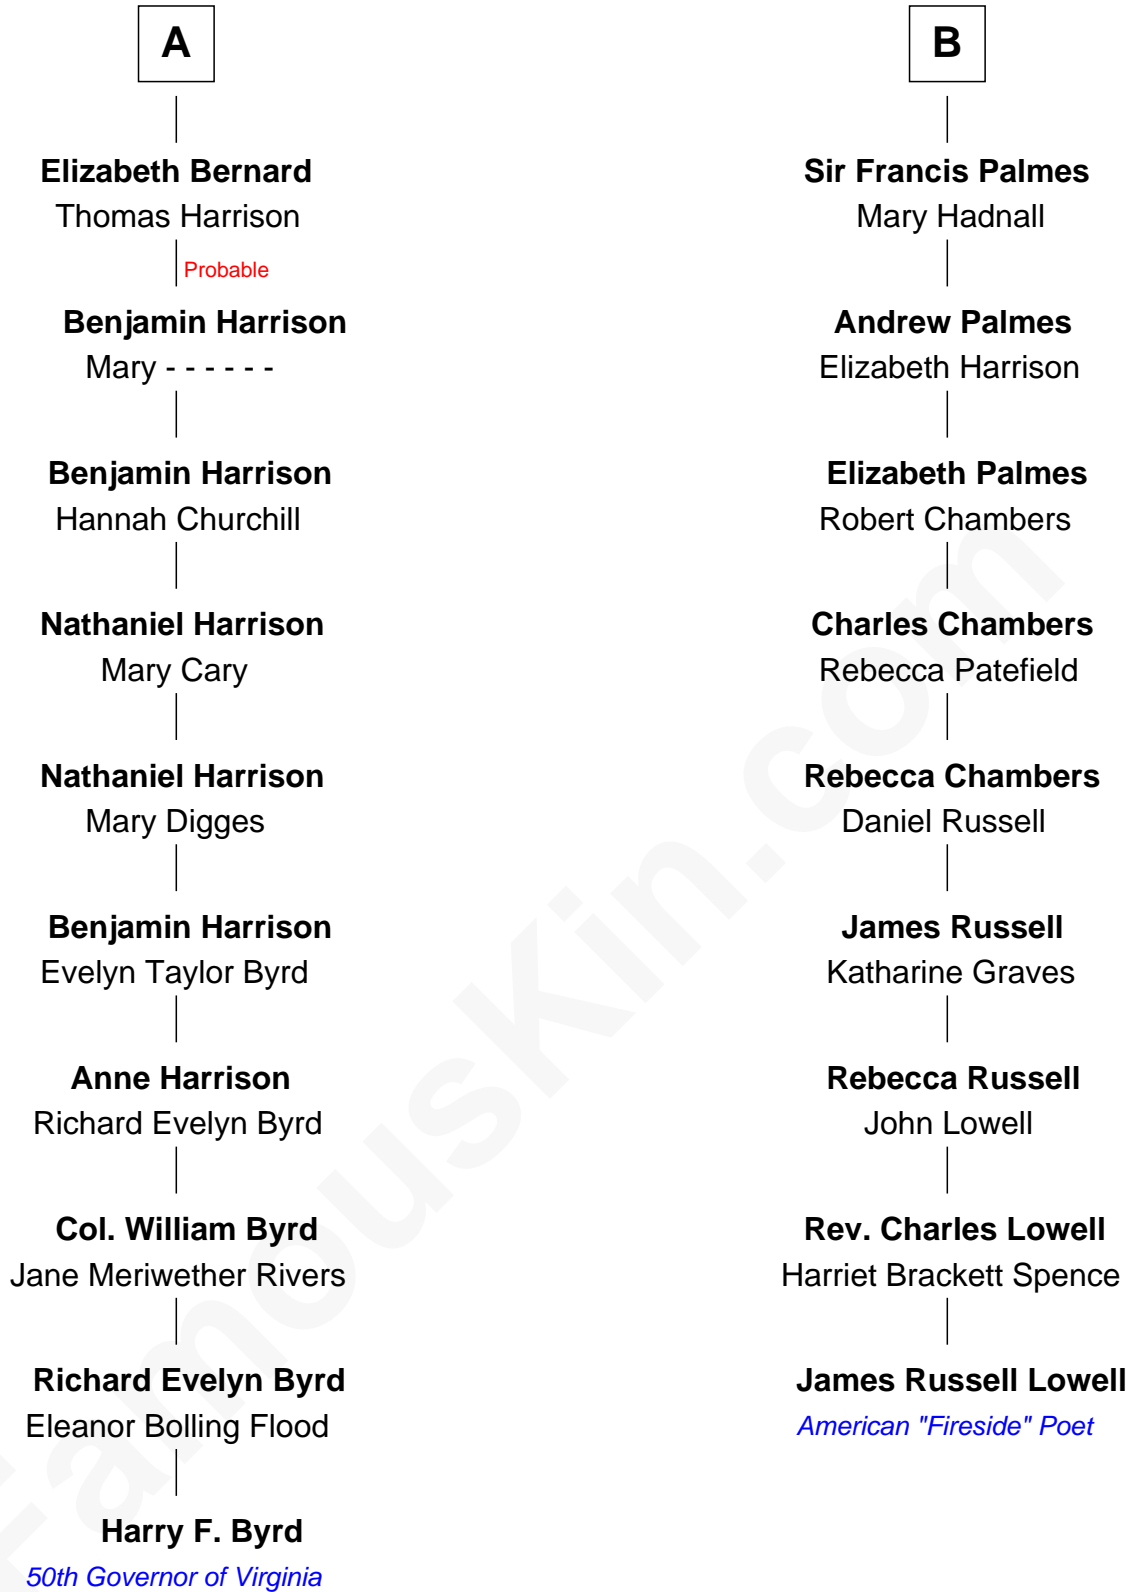 A
Elizabeth Bernard
Thomas Harrison
Probable
Benjamin Harrison
Mary - - - - - -
Benjamin Harrison
Hannah Churchill
Nathaniel Harrison
Mary Cary
Nathaniel Harrison
Mary Digges
Benjamin Harrison
Evelyn Taylor Byrd
Anne Harrison
Richard Evelyn Byrd
Col. William Byrd
Jane Meriwether Rivers
Richard Evelyn Byrd
Eleanor Bolling Flood
Harry F. Byrd
50th Governor of Virginia
B
Sir Francis Palmes
Mary Hadnall
Andrew Palmes
Elizabeth Harrison
Elizabeth Palmes
Robert Chambers
Charles Chambers
Rebecca Patefield
Rebecca Chambers
Daniel Russell
James Russell
Katharine Graves
Rebecca Russell
John Lowell
Rev. Charles Lowell
Harriet Brackett Spence
James Russell Lowell
American "Fireside" Poet
FamousKin.com